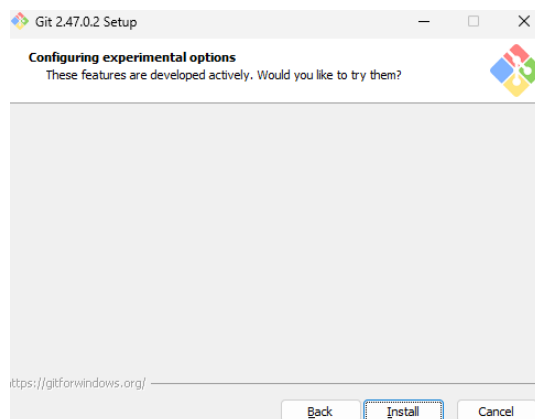 Git 2.47.0.2 Setup
Configuring experimental options
These features are developed actively. Would you like to try them?
ttps://gitforwindows.org/
Back Install Cancel